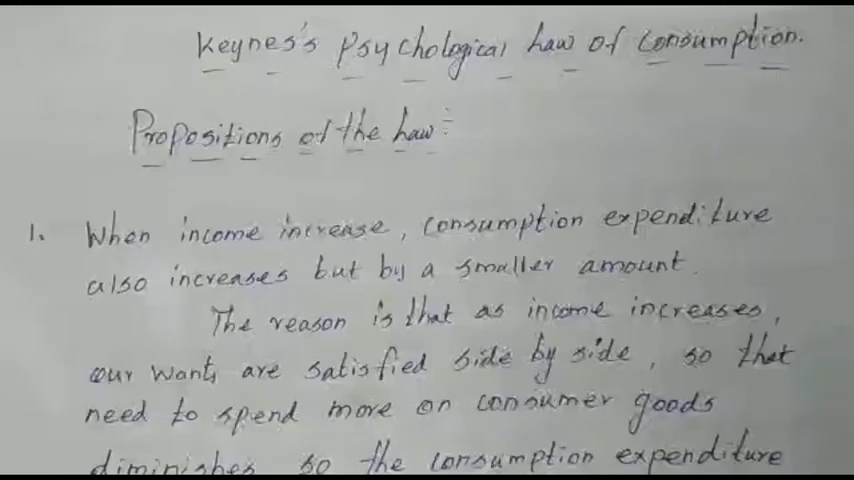 Keynes's Psychological Law of Consumption.
Propositions of the Law:
1. When income increase, consumption expenditure
also increases but by a smaller amount.
The reason is that as income increases,
our wants are satisfied side by side, so that
need to spend more on consumer goods
diminishes so the consumption expenditure